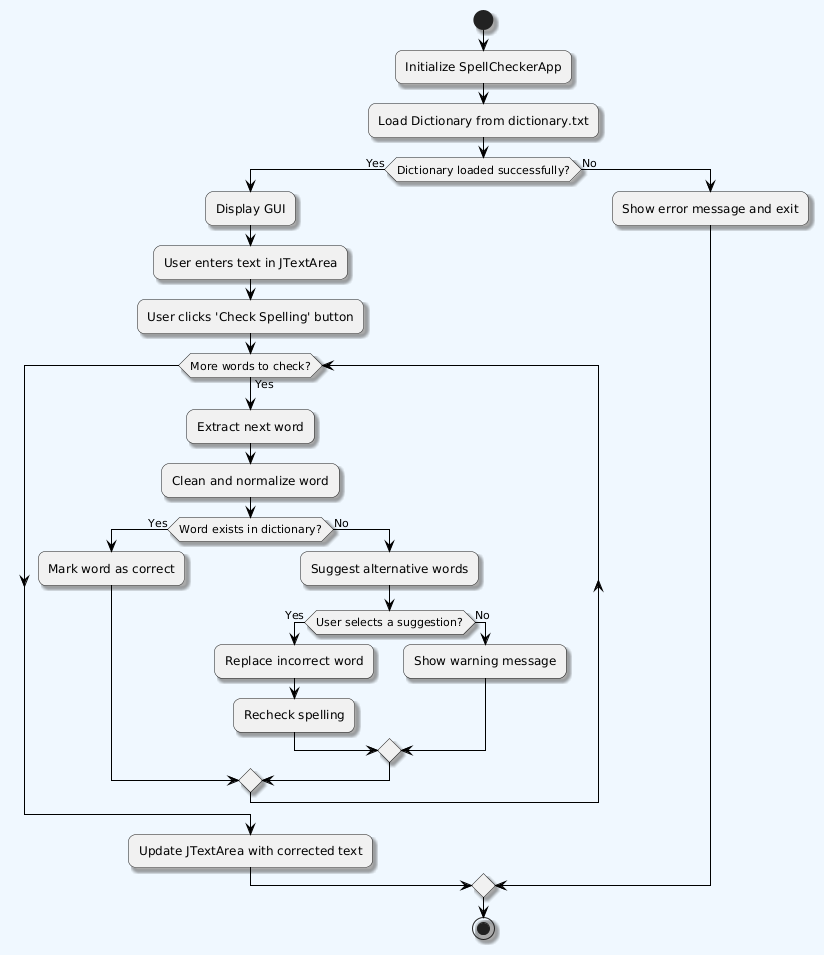 Initialize SpellCheckerApp
Load Dictionary from dictionary.txt
Yes
Dictionary loaded successfully?
No
Display GUI
Show error message and exit
User enters text in JTextArea
User clicks 'Check Spelling' button
More words to check?
Yes
Extract next word
Clean and normalize word
Yes
Word exists in dictionary?
No
Mark word as correct
Suggest alternative words
Yes
User selects a suggestion?
No
Replace incorrect word
Show warning message
Recheck spelling
Update JTextArea with corrected text